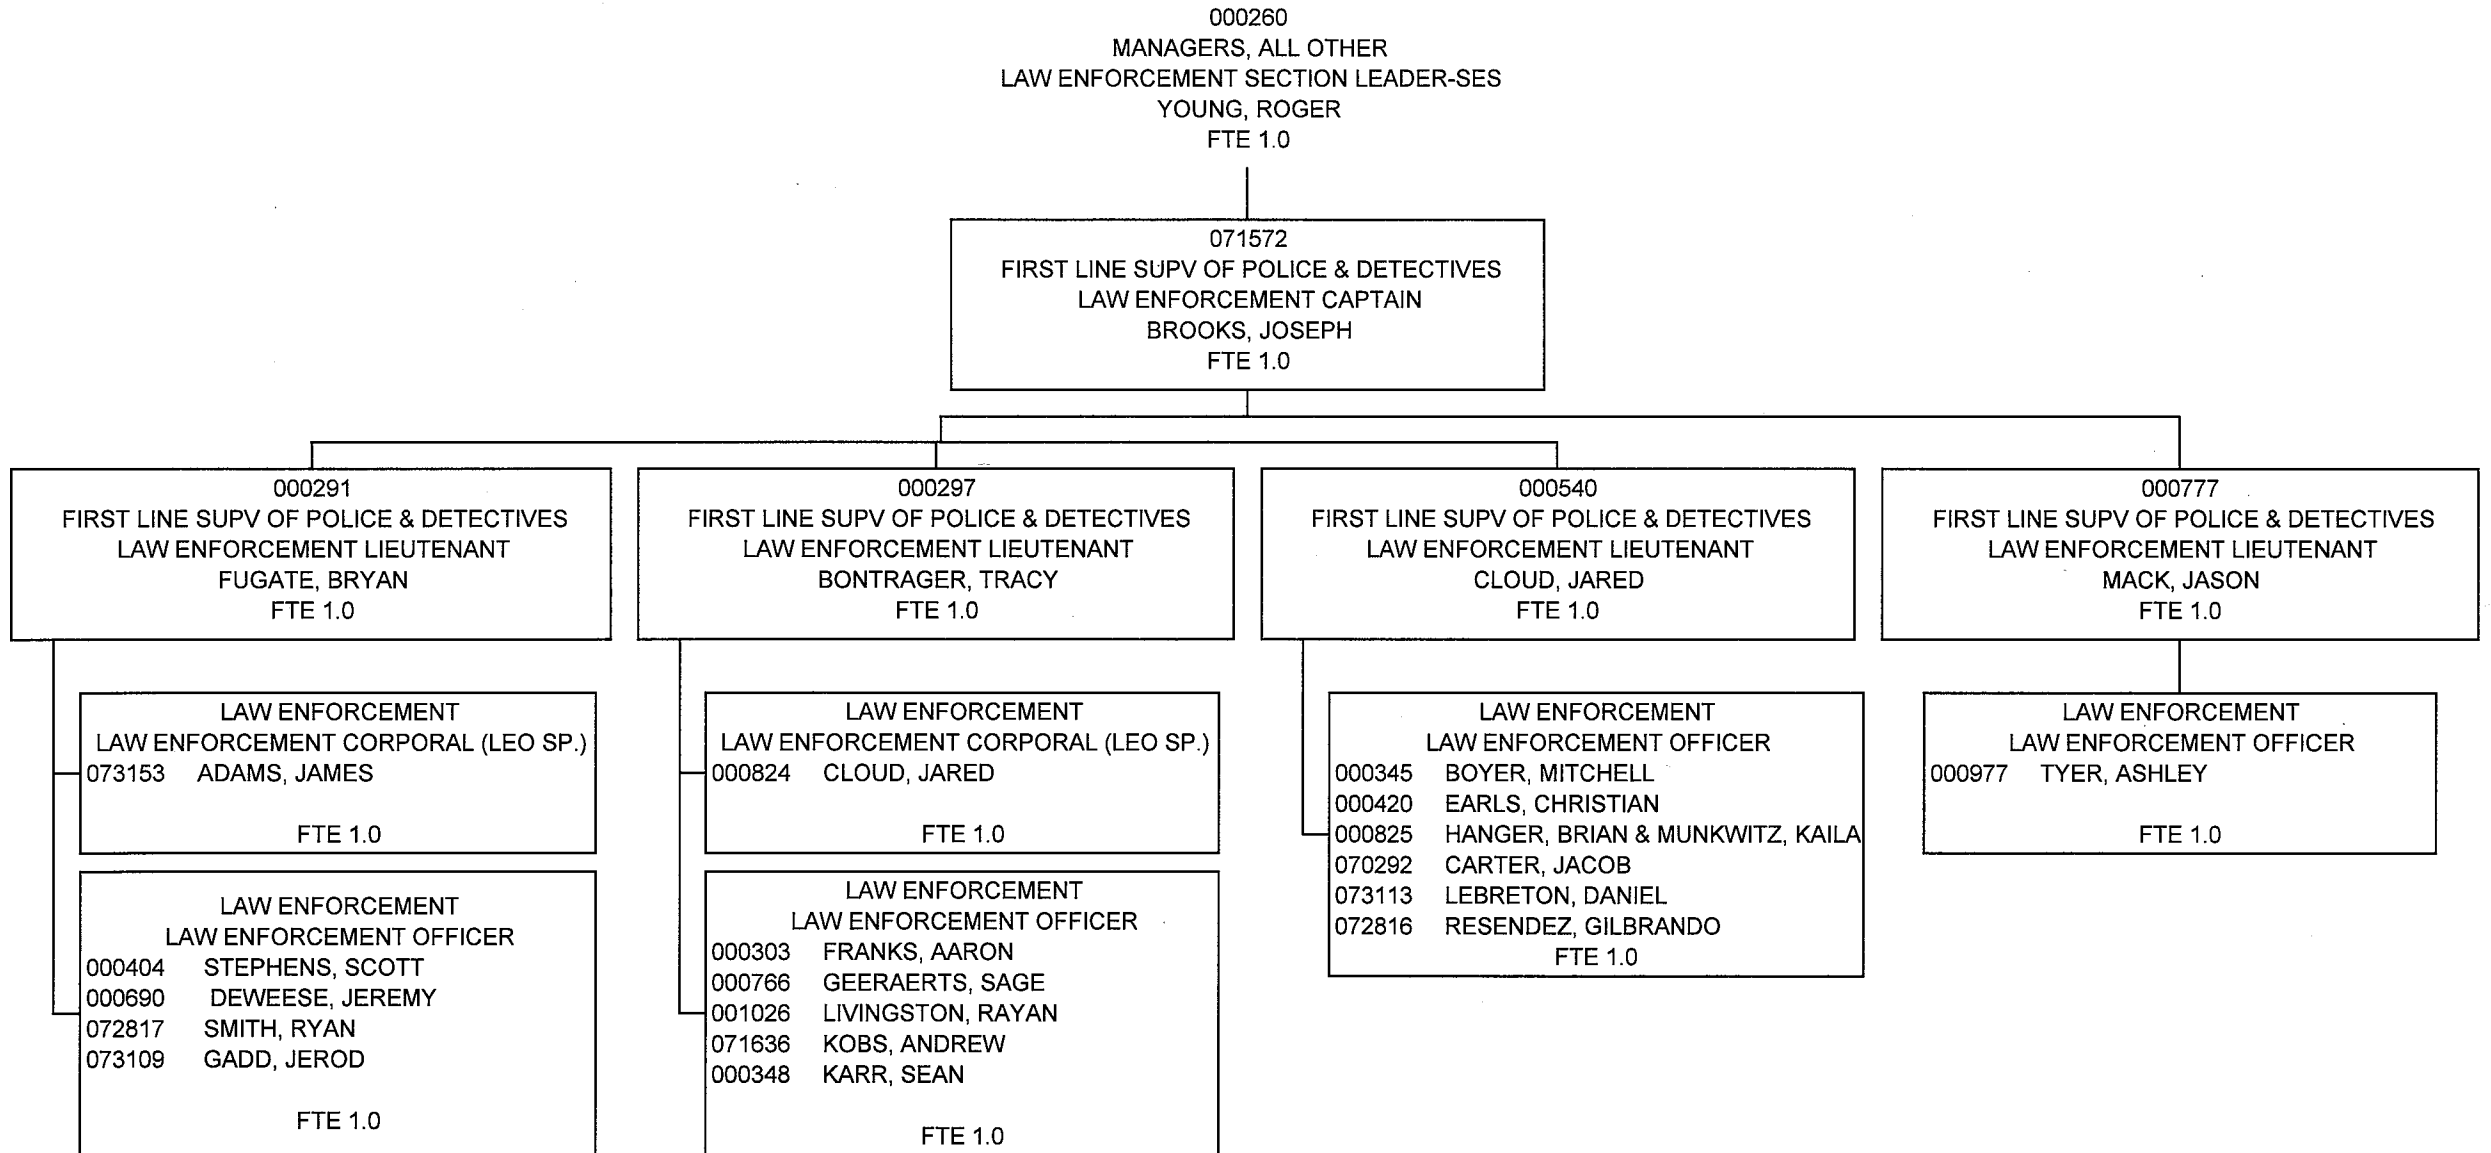 000260
MANAGERS, ALL OTHER
LAW ENFORCEMENT SECTION LEADER-SES
YOUNG, ROGER
FTE 1.0
071572
FIRST LINE SUPV OF POLICE & DETECTIVES
LAW ENFORCEMENT CAPTAIN
BROOKS, JOSEPH
FTE 1.0
000291
FIRST LINE SUPV OF POLICE & DETECTIVES
LAW ENFORCEMENT LIEUTENANT
FUGATE, BRYAN
FTE 1.0
000297
FIRST LINE SUPV OF POLICE & DETECTIVES
LAW ENFORCEMENT LIEUTENANT
BONTRAGER, TRACY
FTE 1.0
000540
FIRST LINE SUPV OF POLICE & DETECTIVES
LAW ENFORCEMENT LIEUTENANT
CLOUD, JARED
FTE 1.0
000777
FIRST LINE SUPV OF POLICE & DETECTIVES
LAW ENFORCEMENT LIEUTENANT
MACK, JASON
FTE 1.0
LAW ENFORCEMENT
LAW ENFORCEMENT CORPORAL (LEO SP.)
073153 ADAMS, JAMES
FTE 1.0
LAW ENFORCEMENT
LAW ENFORCEMENT OFFICER
000404 STEPHENS, SCOTT
000690 DEWEESE, JEREMY
072817 SMITH, RYAN
073109 GADD, JEROD
FTE 1.0
LAW ENFORCEMENT
LAW ENFORCEMENT CORPORAL (LEO SP.)
000824 CLOUD, JARED
FTE 1.0
LAW ENFORCEMENT
LAW ENFORCEMENT OFFICER
000303 FRANKS, AARON
000766 GEERAERTS, SAGE
001026 LIVINGSTON, RAYAN
071636 KOBS, ANDREW
000348 KARR, SEAN
FTE 1.0
LAW ENFORCEMENT
LAW ENFORCEMENT OFFICER
000345 BOYER, MITCHELL
000420 EARLS, CHRISTIAN
000825 HANGER, BRIAN & MUNKWITZ, KAILA
070292 CARTER, JACOB
073113 LEBRETON, DANIEL
072816 RESENDEZ, GILBRANDO
FTE 1.0
LAW ENFORCEMENT
LAW ENFORCEMENT OFFICER
000977 TYER, ASHLEY
FTE 1.0